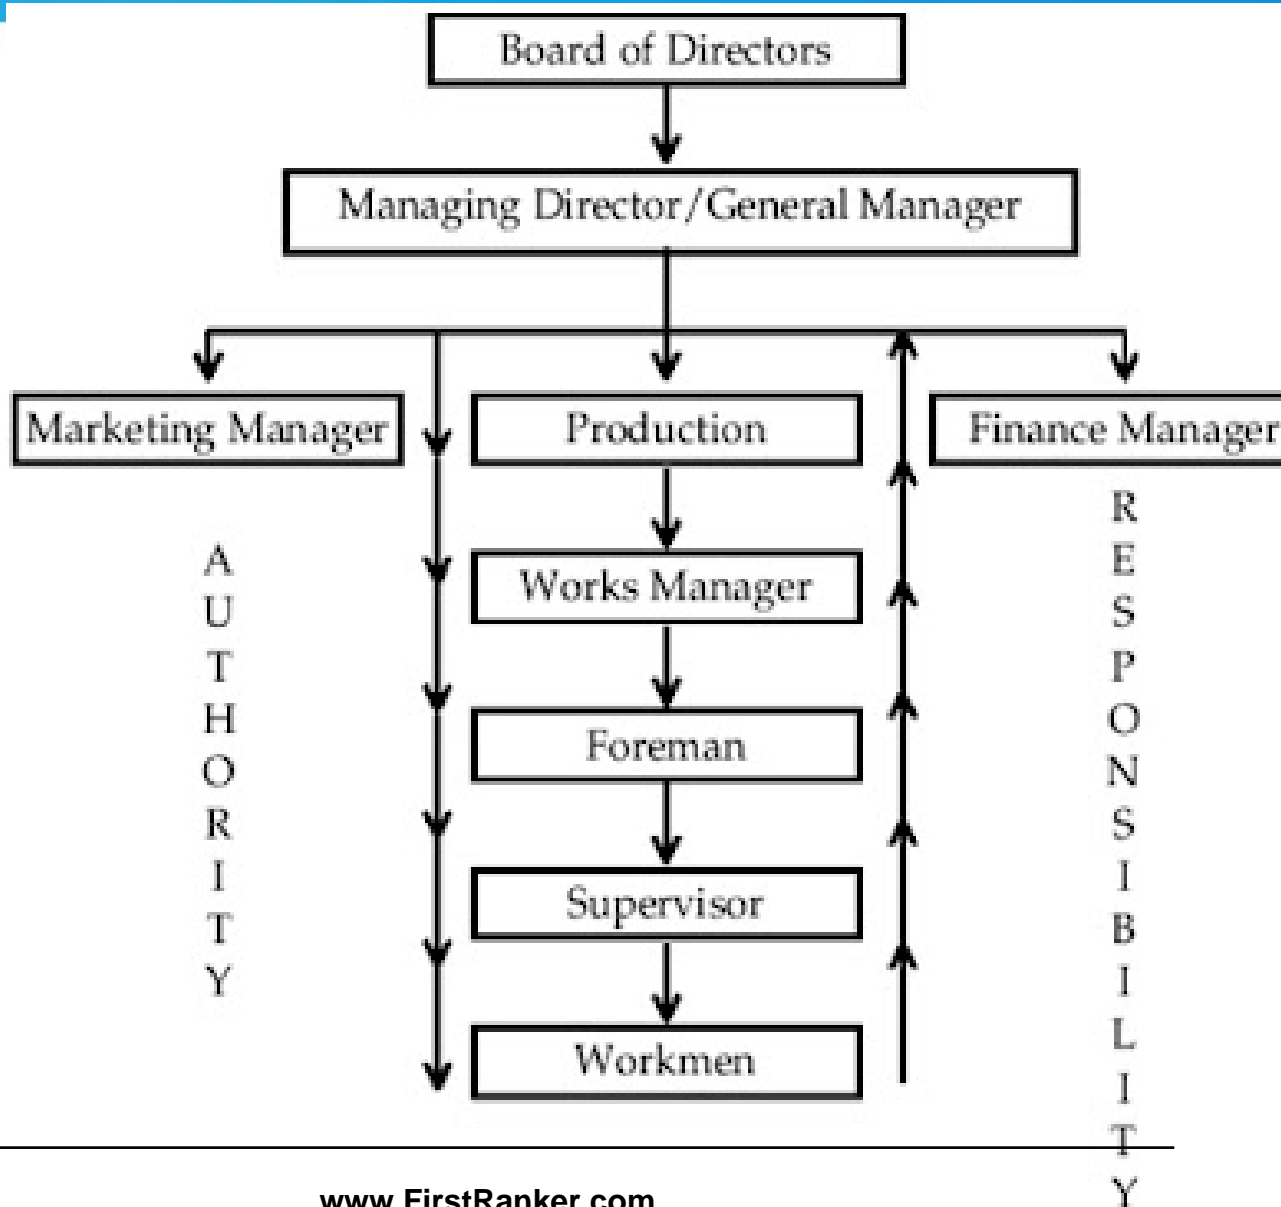 Board of Directors
Managing Director/General Manager
Marketing Manager
Production
Finance Manager
Works Manager
Foreman
Supervisor
Workmen
AUTHORITY
RESPONSIBILITY
www.FirstRanker.com